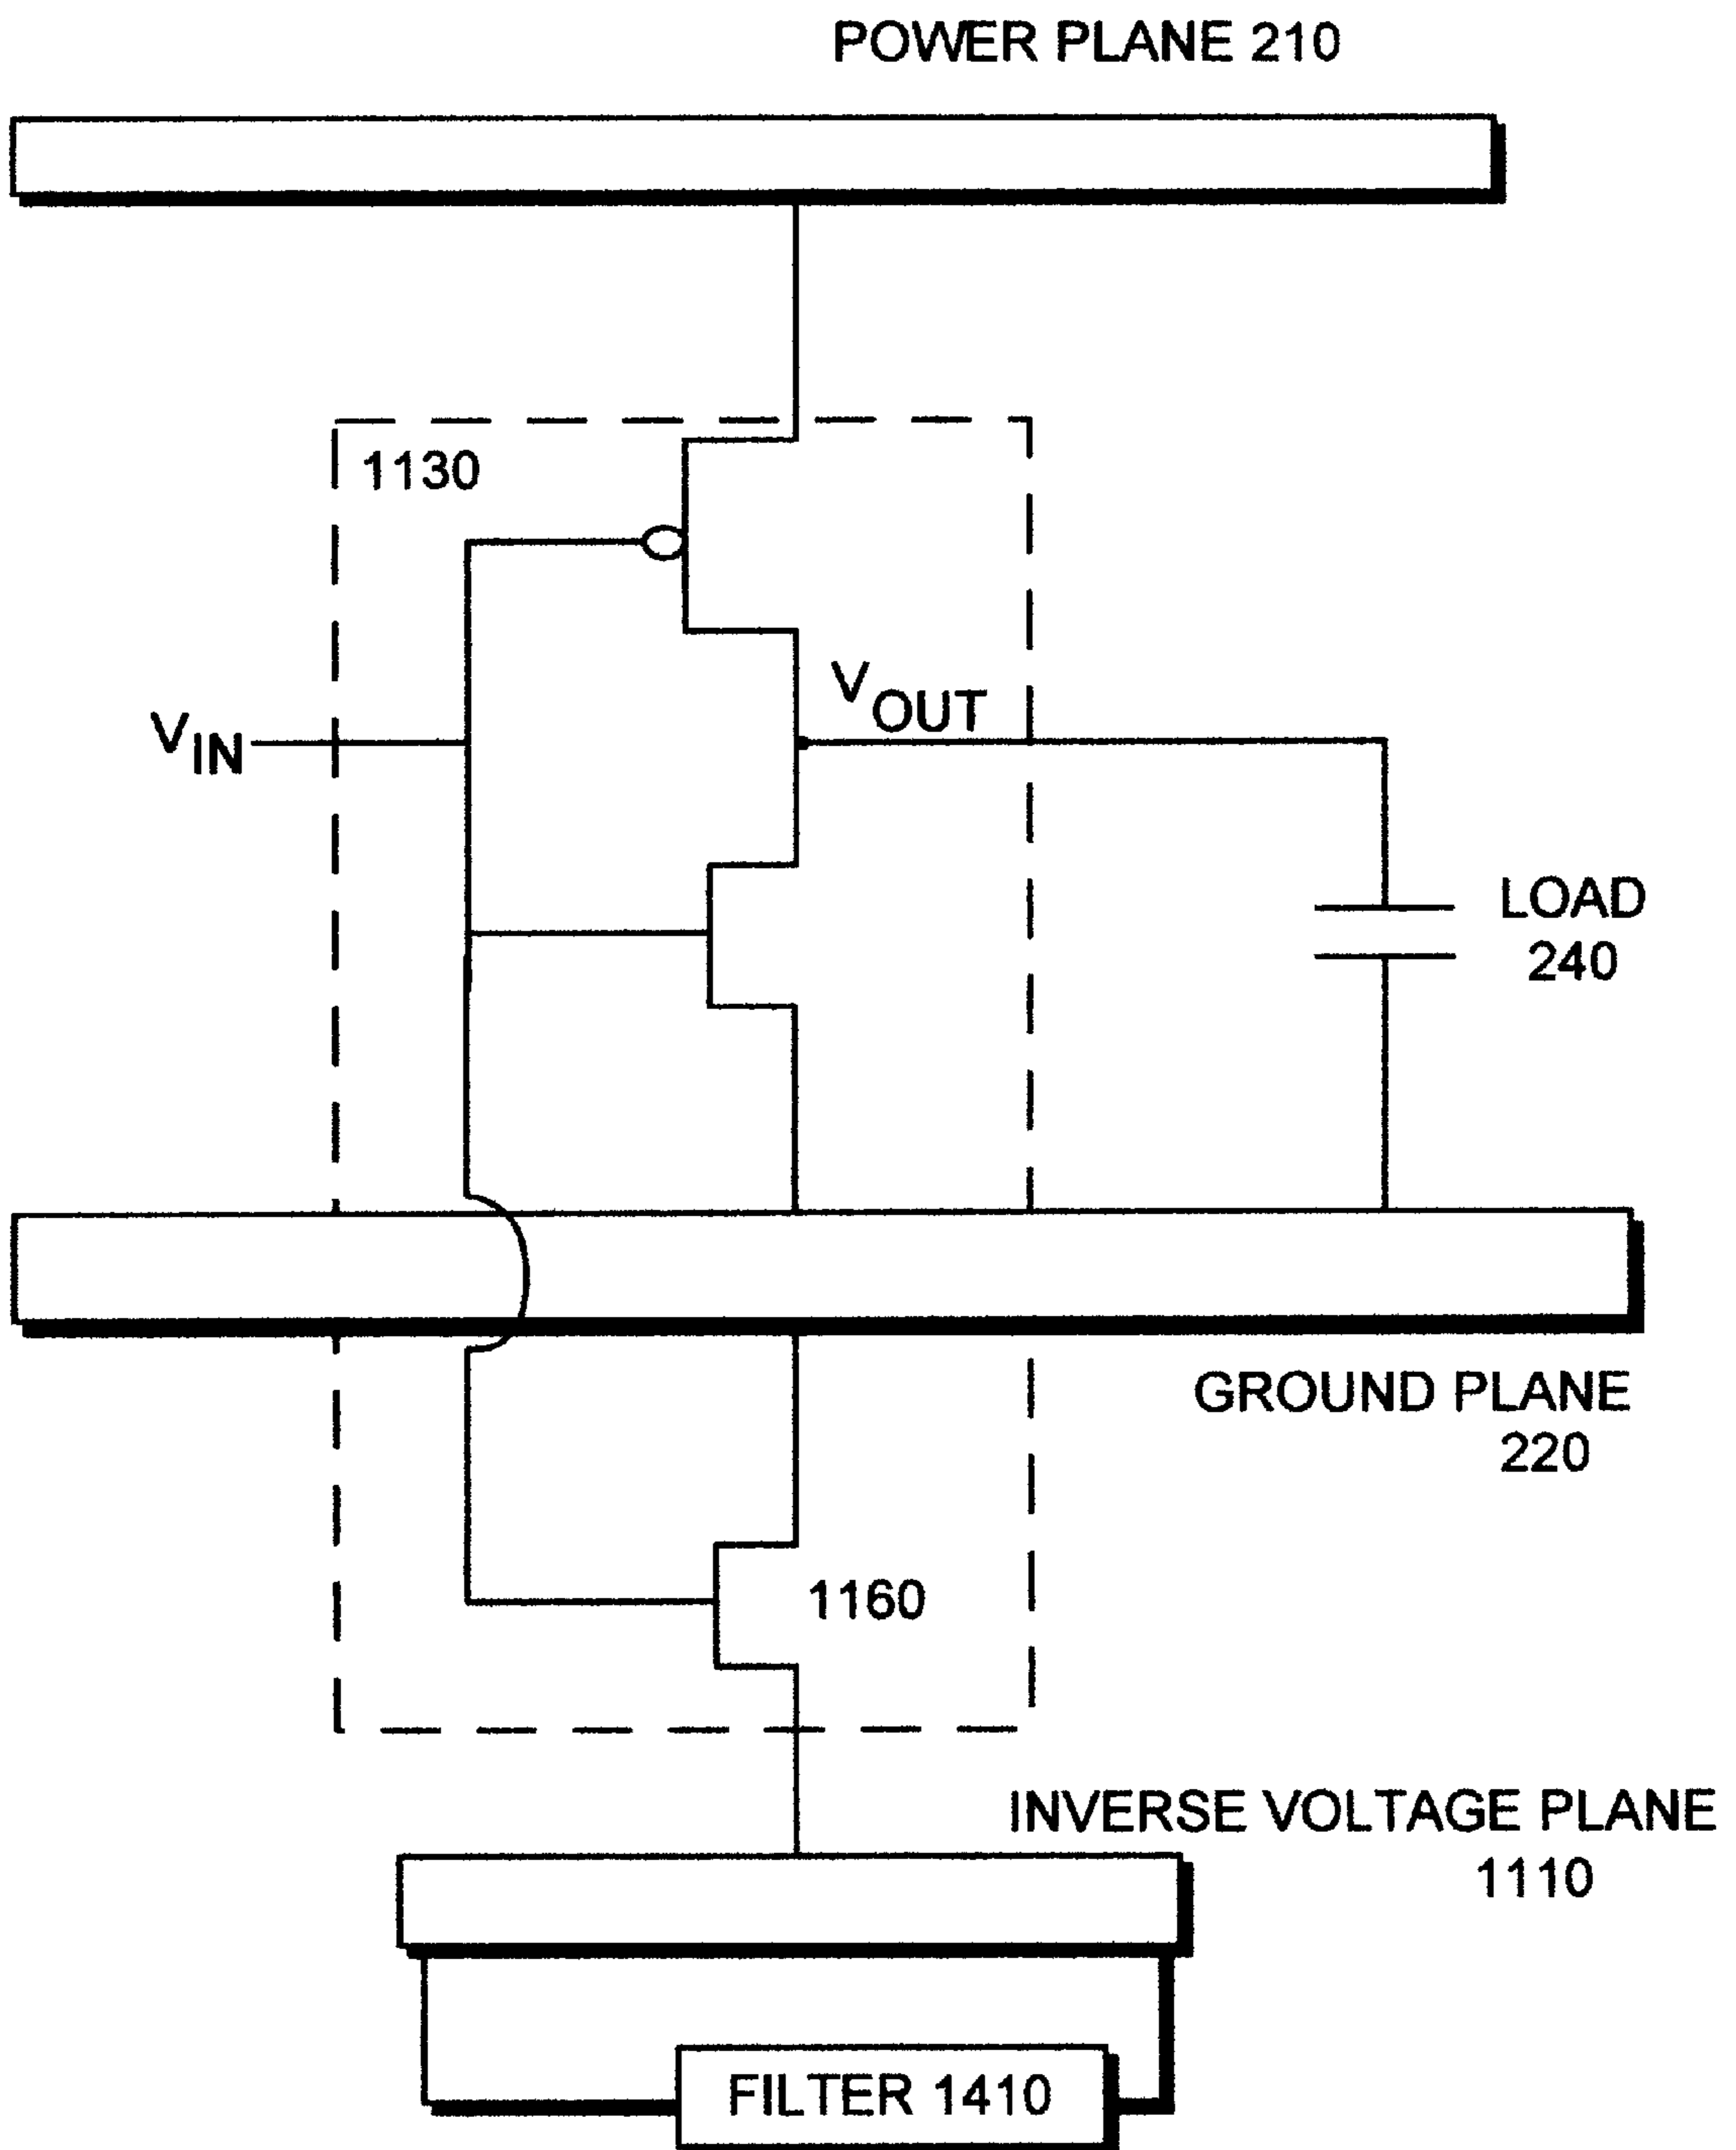 POWER PLANE 210
1130
VIN
VOUT
LOAD
240
GROUND PLANE
220
1160
INVERSE VOLTAGE PLANE
1110
FILTER 1410